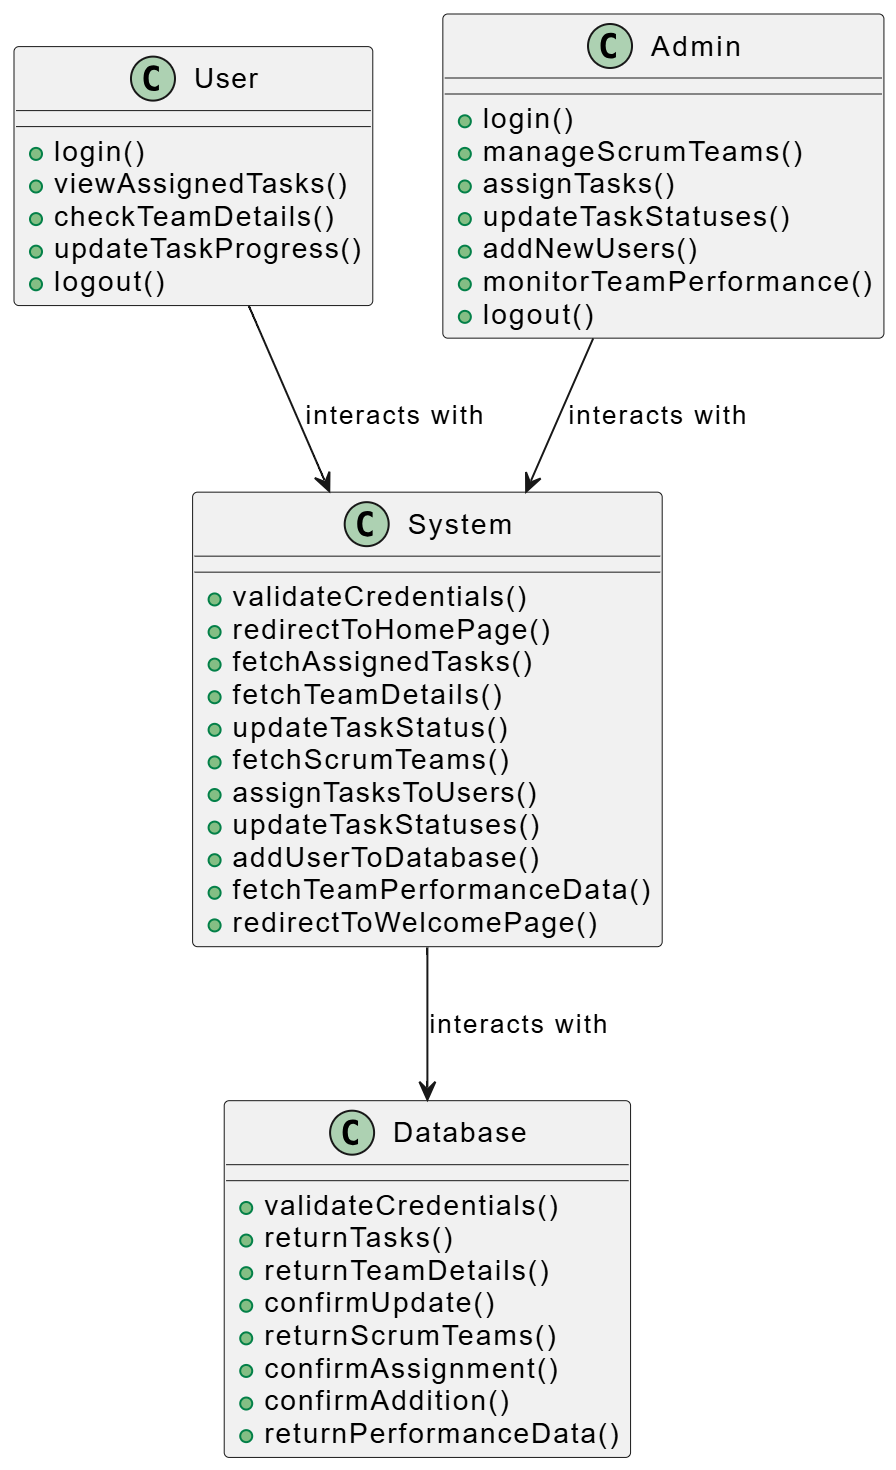 C User
login()
viewAssignedTasks()
checkTeamDetails()
updateTaskProgress()
logout()
C Admin
login()
manageScrumTeams()
assignTasks()
updateTaskStatuses()
addNewUsers()
monitorTeamPerformance()
logout()
interacts with
interacts with
C System
validateCredentials()
redirectToHomePage()
fetchAssignedTasks()
fetchTeamDetails()
updateTaskStatus()
fetchScrumTeams()
assignTasksToUsers()
updateTaskStatuses()
addUserToDatabase()
fetchTeamPerformanceData()
redirectToWelcomePage()
interacts with
C Database
validateCredentials()
returnTasks()
returnTeamDetails()
confirmUpdate()
returnScrumTeams()
confirmAssignment()
confirmAddition()
returnPerformanceData()